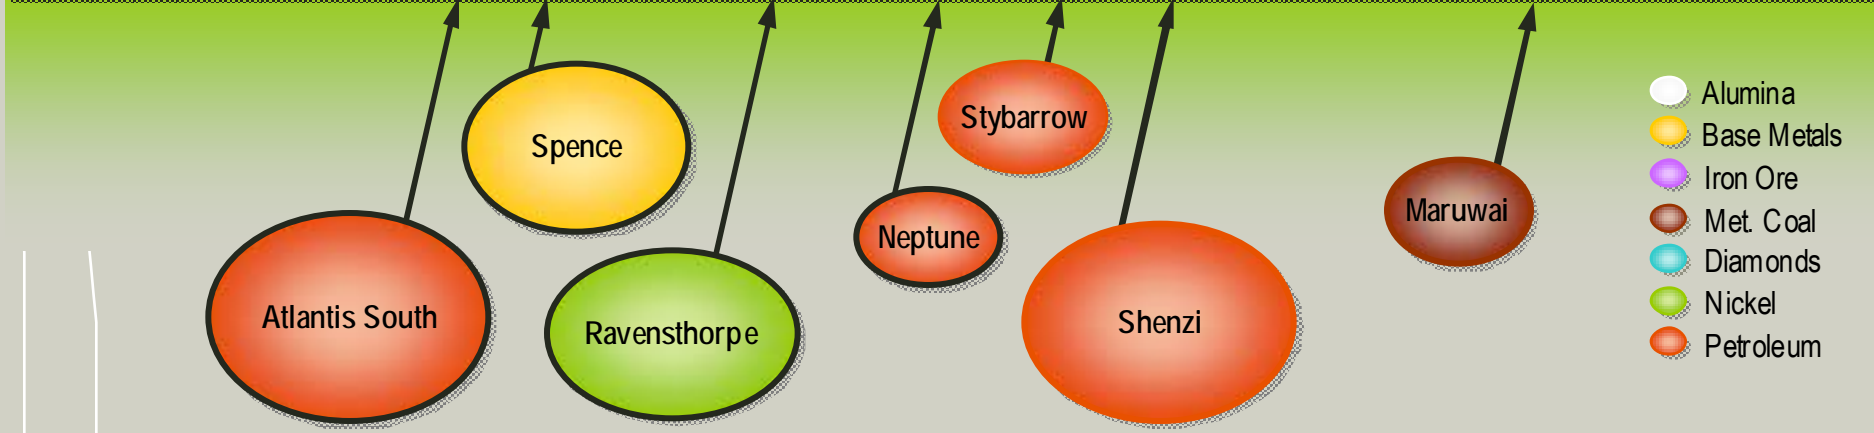 Spence
Stybarrow
Maruwai
Neptune
Atlantis South
Ravensthorpe
Shenzi
Alumina
Base Metals
Iron Ore
Met. Coal
Diamonds
Nickel
Petroleum